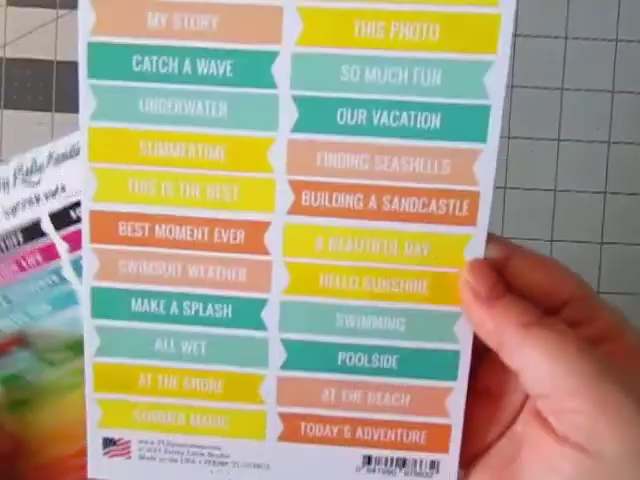 MY STORY
CATCH A WAVE
UNDERWATER
SUMMERTIME
THIS IS THE BEST
BEST MOMENT EVER
SWIMSUIT WEATHER
MAKE A SPLASH
ALL WET
AT THE SHORE
SUMMER MAGIC
THIS PHOTO
SO MUCH FUN
OUR VACATION
FINDING SEASHELLS
BUILDING A SANDCASTLE
A BEAUTIFUL DAY
HELLO SUNSHINE
SWIMMING
POOLSIDE
AT THE BEACH
TODAY'S ADVENTURE